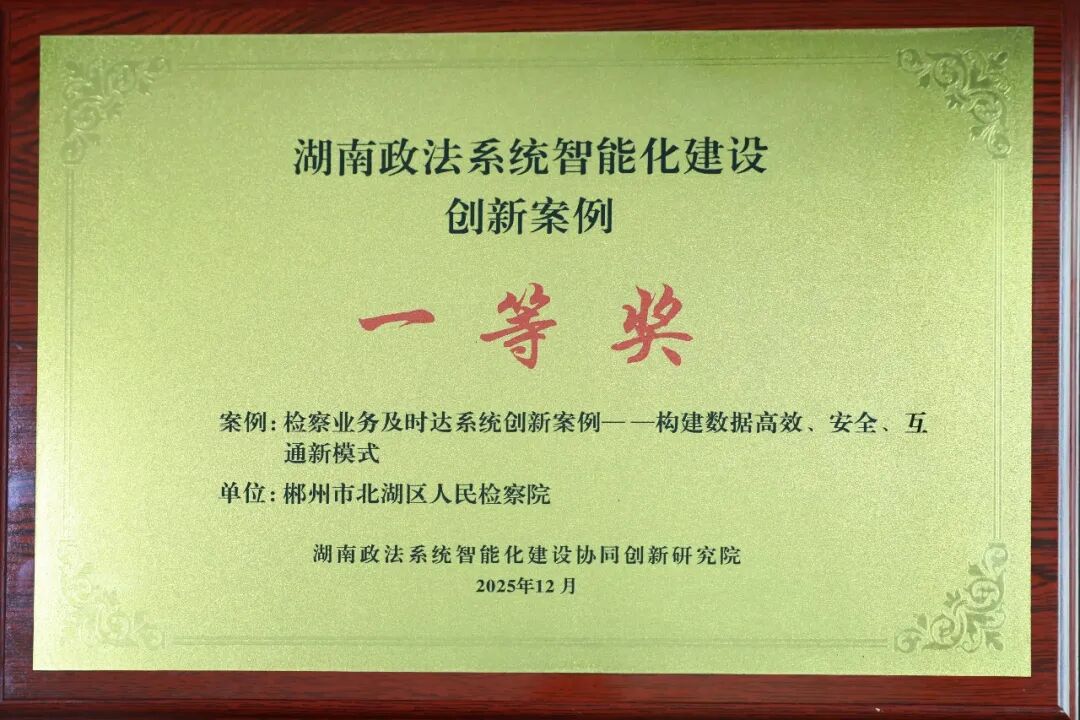 湖南政法系统智能化建设
创新案例
一等奖
案例:检察业务及时达系统创新案例——构建数据高效、安全、互
通新模式
单位:郴州市北湖区人民检察院
湖南政法系统智能化建设协同创新研究院
2025年12月